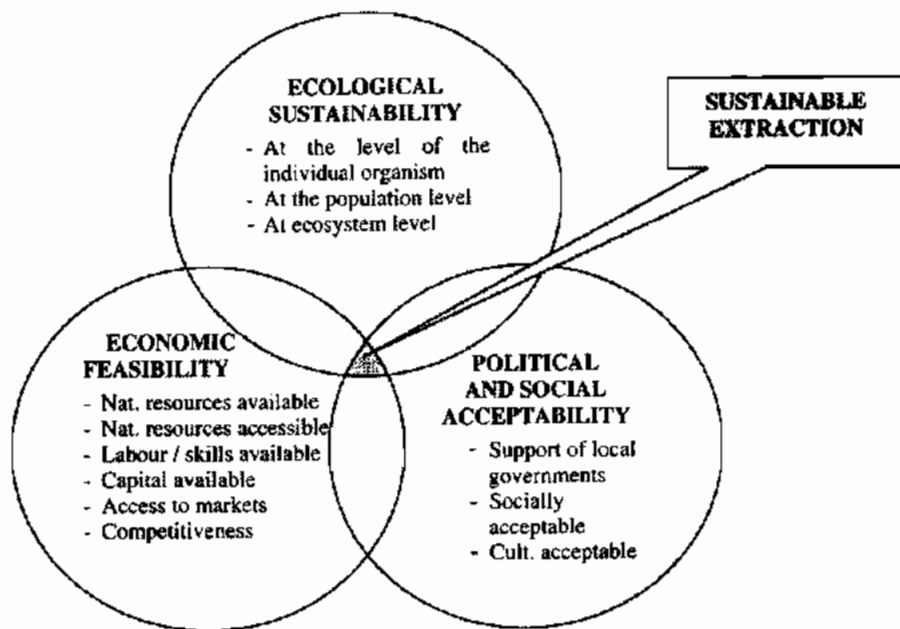 ECOLOGICAL
SUSTAINABILITY
- At the level of the
individual organism
- At the population level
- At ecosystem level
SUSTAINABLE
EXTRACTION
ECONOMIC
FEASIBILITY
- Nat. resources available
- Nat. resources accessible
- Labour / skills available
- Capital available
- Access to markets
- Competitiveness
POLITICAL
AND SOCIAL
ACCEPTABILITY
- Support of local
governments
- Socially
acceptable
- Cult. acceptable